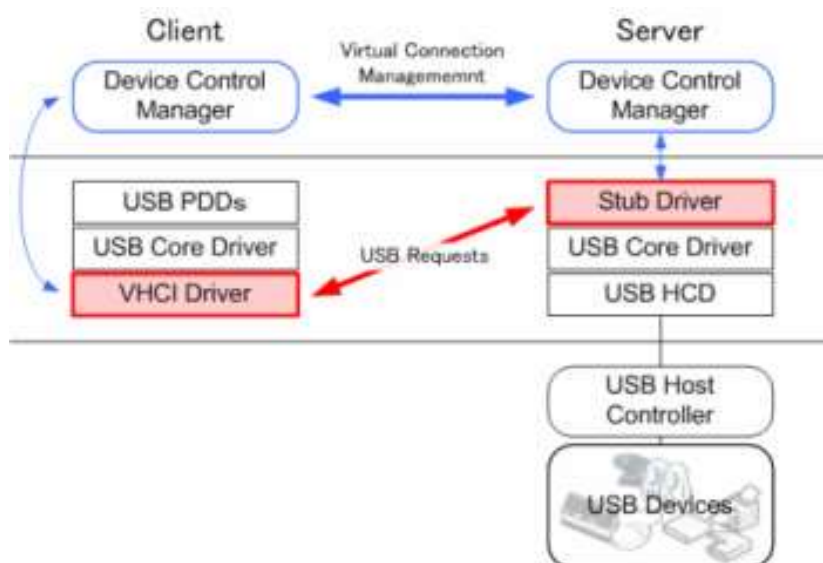 Client
Server
Virtual Connection
Managememnt
Device Control
Manager
Device Control
Manager
USB PDDs
USB Core Driver
VHCI Driver
USB Requests
Stub Driver
USB Core Driver
USB HCD
USB Host
Controller
USB Devices